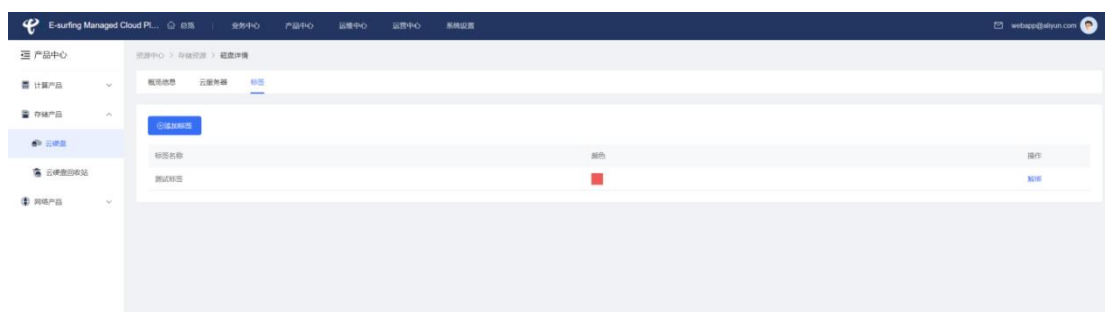 E-surfing Managed Cloud Pl... 总览 业务中心 产品中心 运维中心 运营中心 系统设置 webapp@aliyun.com
产品中心
资源中心 > 存储资源 > 磁盘详情
计算产品
概览信息 云服务器 标签
存储产品
添加标签
云硬盘
标签名称 颜色 操作
云硬盘回收站
测试标签 解绑
网络产品